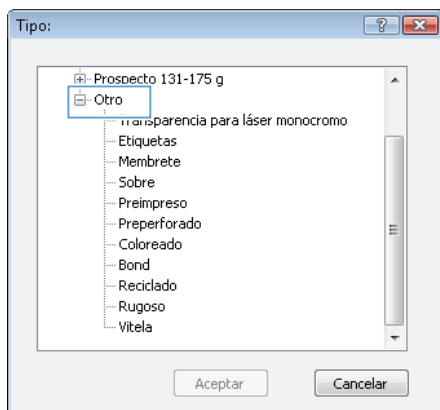 Tipo:
Prospecto 131-175 g
Otro
Transparencia para láser monocromo
Etiquetas
Membrete
Sobre
Preimpreso
Preperforado
Coloreado
Bond
Reciclado
Rugoso
Vitela
Aceptar
Cancelar